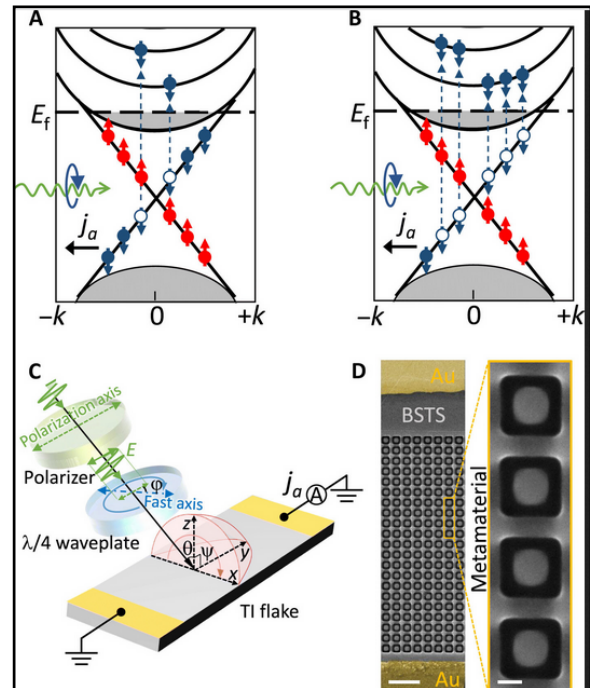 A
E_f
j_a
-k
0
+k
B
E_f
j_a
-k
0
+k
C
Polarization axis
Polarizer
E
φ
Fast axis
λ/4 waveplate
z
θ
ψ
y
x
j_a
A
TI flake
D
Au
BSTS
Au
Metamaterial